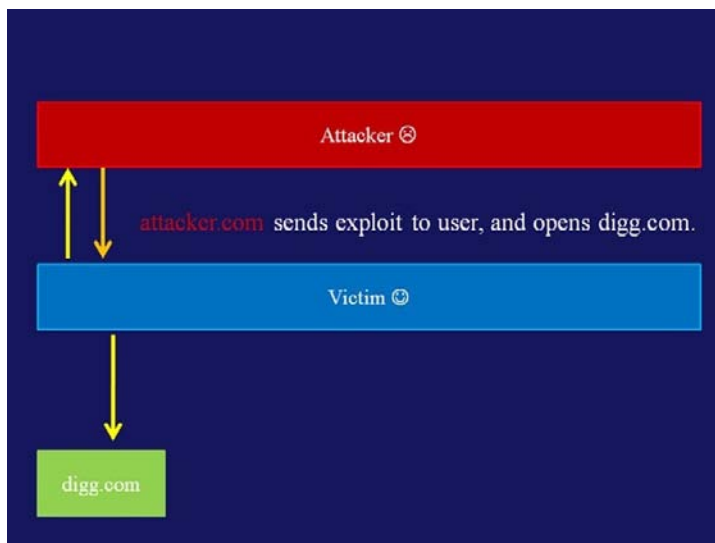 Attacker ☹
attacker.com sends exploit to user, and opens digg.com.
Victim ☺
digg.com